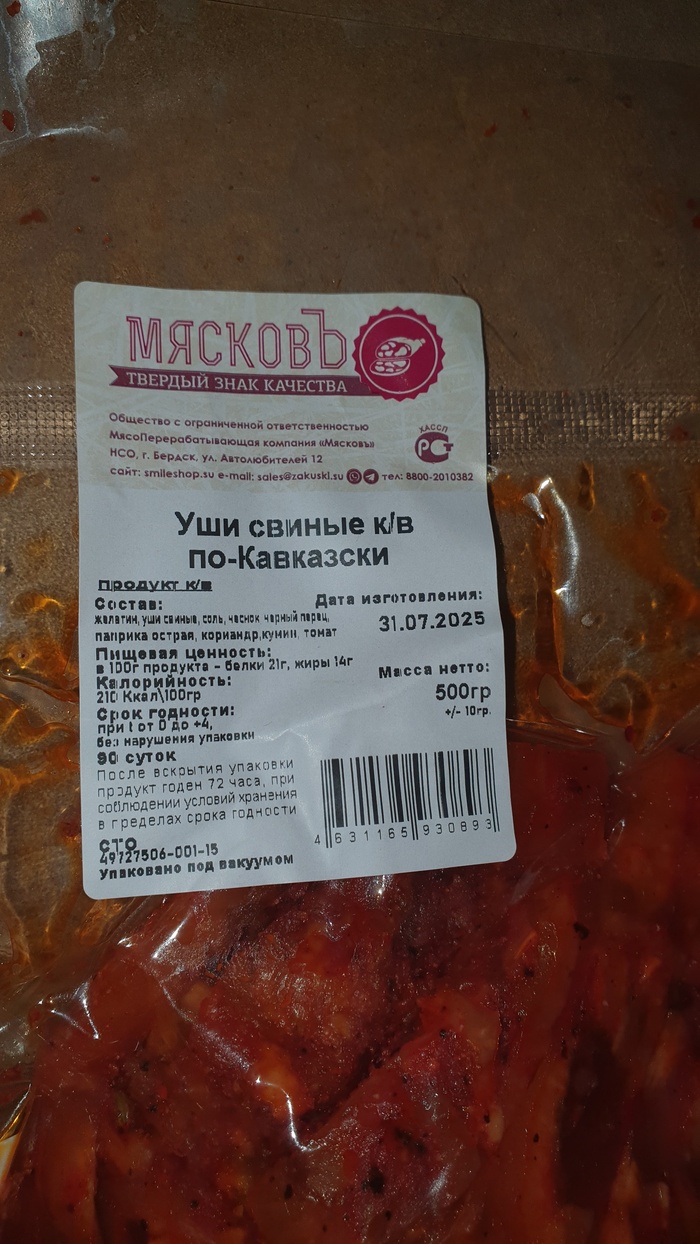 МЯСКОВЪ
ТВЕРДЫЙ ЗНАК КАЧЕСТВА
Общество с ограниченной ответственностью
МясоПерерабатывающая компания «Мясковъ»
НСО, г. Бердск, ул. Автолюбителей 12
сайт: smileshop.su e-mail: sales@zakuski.su тел: 8800-2010382
ХАССП
РСТ
Уши свиные к/в
по-Кавказски
продукт к/в
Состав:
желатин, уши свиные, соль, чеснок черный перец,
паприка острая, кориандр,кумин, томат
Дата изготовления:
31.07.2025
Пищевая ценность:
в 100г продукта - белки 21г, жиры 14г
Калорийность:
210 Ккал\100гр
Масса нетто:
500гр
+/- 10гр.
Срок годности:
при t от 0 до +4,
без нарушения упаковки
90 суток
После вскрытия упаковки
продукт годен 72 часа, при
соблюдении условий хранения
в пределах срока годности
4 631165 930893
СТО
49727506-001-15
Упаковано под вакуумом